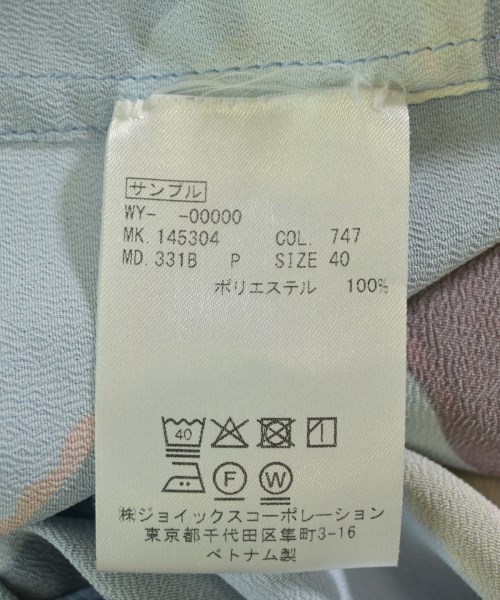 サンプル
WY- -00000
MK. 145304 COL. 747
MD. 331B P SIZE 40
ポリエステル 100%
40
F W
㈱ジョイックスコーポレーション
東京都千代田区隼町3-16
ベトナム製